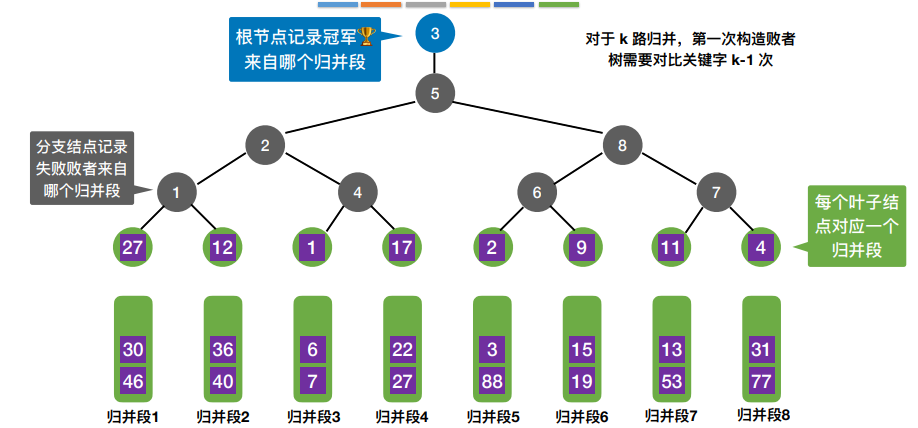 根节点记录冠军🏆
来自哪个归并段
3
对于 k 路归并，第一次构造败者
树需要对比关键字 k-1 次
5
2
8
分支结点记录
失败败者来自
哪个归并段
1
4
6
7
每个叶子结
点对应一个
归并段
27
12
1
17
2
9
11
4
30
36
6
22
3
15
13
31
46
40
7
27
88
19
53
77
归并段1
归并段2
归并段3
归并段4
归并段5
归并段6
归并段7
归并段8